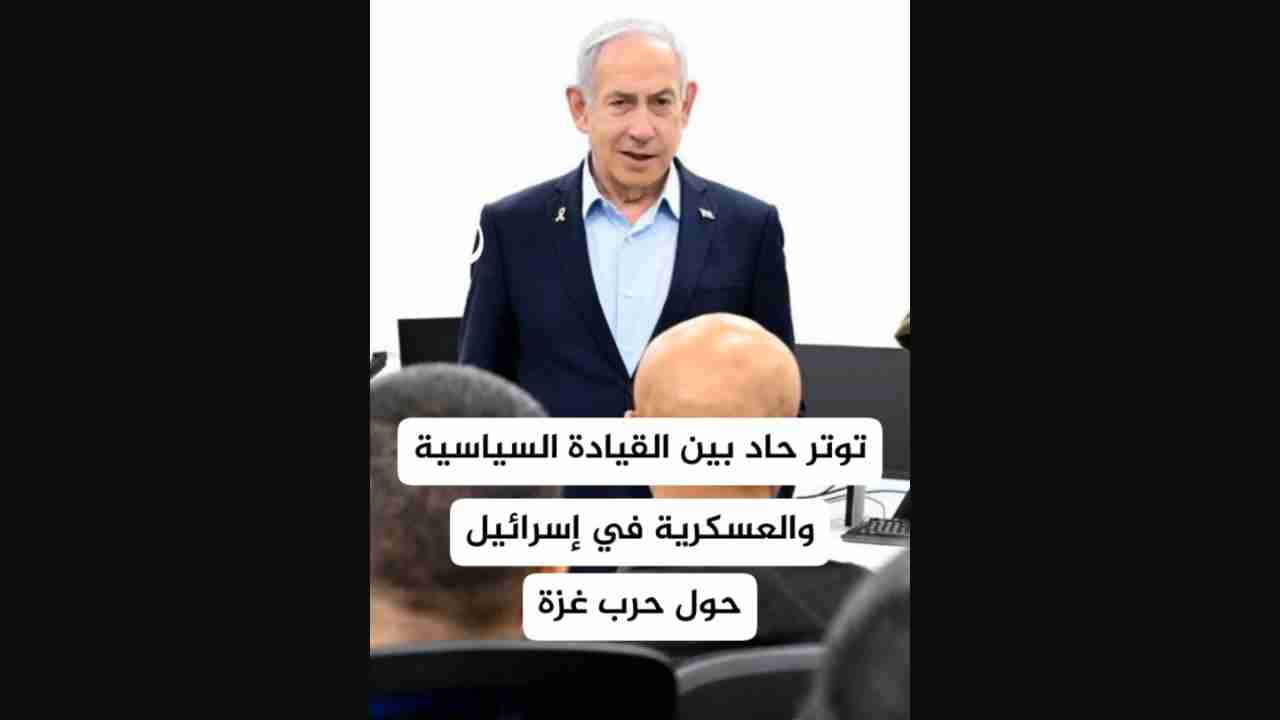 توتر حاد بين القيادة السياسية
والعسكرية في إسرائيل
حول حرب غزة